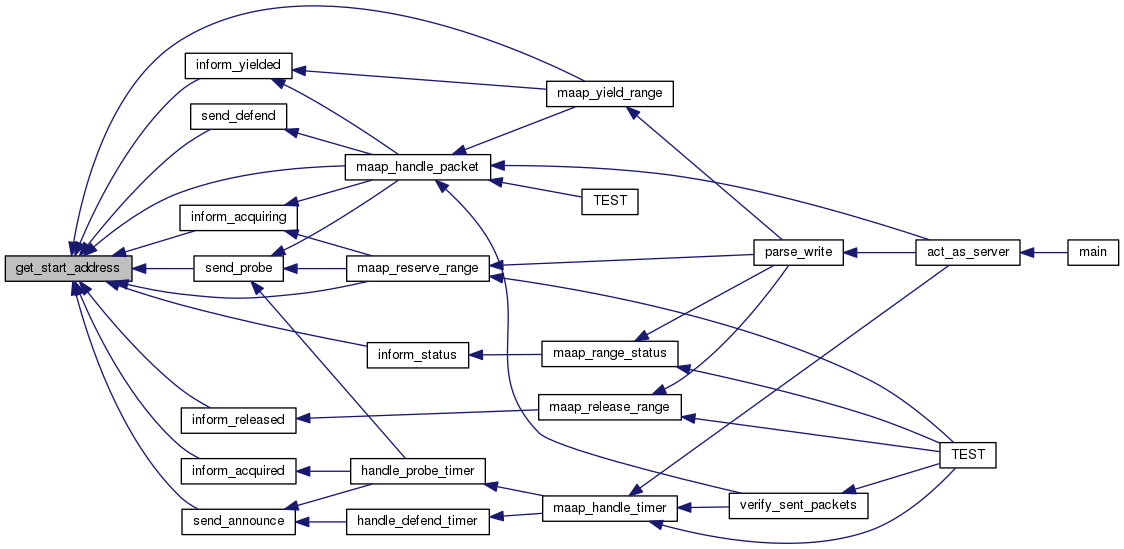 inform_yielded
maap_yield_range
send_defend
maap_handle_packet
TEST
inform_acquiring
get_start_address
send_probe
maap_reserve_range
parse_write
act_as_server
main
inform_status
maap_range_status
inform_released
maap_release_range
inform_acquired
handle_probe_timer
TEST
send_announce
handle_defend_timer
maap_handle_timer
verify_sent_packets